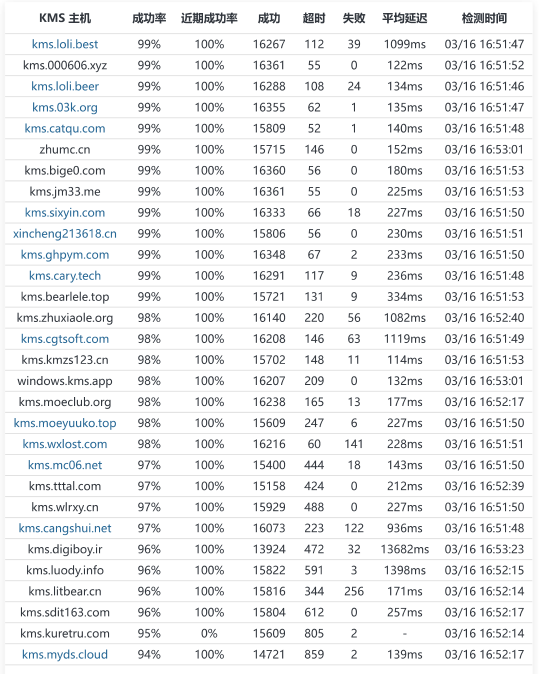 KMS 主机 成功率 近期成功率 成功 超时 失败 平均延迟 检测时间
kms.loli.best 99% 100% 16267 112 39 1099ms 03/16 16:51:47
kms.000606.xyz 99% 100% 16361 55 0 122ms 03/16 16:51:52
kms.loli.beer 99% 100% 16288 108 24 134ms 03/16 16:51:46
kms.03k.org 99% 100% 16355 62 1 135ms 03/16 16:51:47
kms.catqu.com 99% 100% 15809 52 1 140ms 03/16 16:51:48
zhumc.cn 99% 100% 15715 146 0 152ms 03/16 16:53:01
kms.bige0.com 99% 100% 16360 56 0 180ms 03/16 16:51:53
kms.jm33.me 99% 100% 16361 55 0 225ms 03/16 16:51:53
kms.sixyin.com 99% 100% 16333 66 18 227ms 03/16 16:51:50
xincheng213618.cn 99% 100% 15806 56 0 230ms 03/16 16:51:51
kms.ghpym.com 99% 100% 16348 67 2 233ms 03/16 16:51:50
kms.cary.tech 99% 100% 16291 117 9 236ms 03/16 16:51:48
kms.bearlele.top 99% 100% 15721 131 9 334ms 03/16 16:51:53
kms.zhuxiaole.org 98% 100% 16140 220 56 1082ms 03/16 16:52:40
kms.cgtsoft.com 98% 100% 16208 146 63 1119ms 03/16 16:51:49
kms.kmzs123.cn 98% 100% 15702 148 11 114ms 03/16 16:51:53
windows.kms.app 98% 100% 16207 209 0 132ms 03/16 16:53:01
kms.moeclub.org 98% 100% 16238 165 13 177ms 03/16 16:52:17
kms.moeyuuko.top 98% 100% 15609 247 6 227ms 03/16 16:51:50
kms.wxlost.com 98% 100% 16216 60 141 228ms 03/16 16:51:51
kms.mc06.net 97% 100% 15400 444 18 143ms 03/16 16:51:50
kms.tttal.com 97% 100% 15158 424 0 212ms 03/16 16:52:39
kms.wlrxy.cn 97% 100% 15929 488 0 227ms 03/16 16:51:50
kms.cangshui.net 97% 100% 16073 223 122 936ms 03/16 16:51:48
kms.digiboy.ir 96% 100% 13924 472 32 13682ms 03/16 16:53:23
kms.luody.info 96% 100% 15822 591 3 1398ms 03/16 16:52:15
kms.litbear.cn 96% 100% 15816 344 256 171ms 03/16 16:52:14
kms.sdit163.com 96% 100% 15804 612 0 257ms 03/16 16:52:17
kms.kuretru.com 95% 0% 15609 805 2 - 03/16 16:52:14
kms.myds.cloud 94% 100% 14721 859 2 139ms 03/16 16:52:17